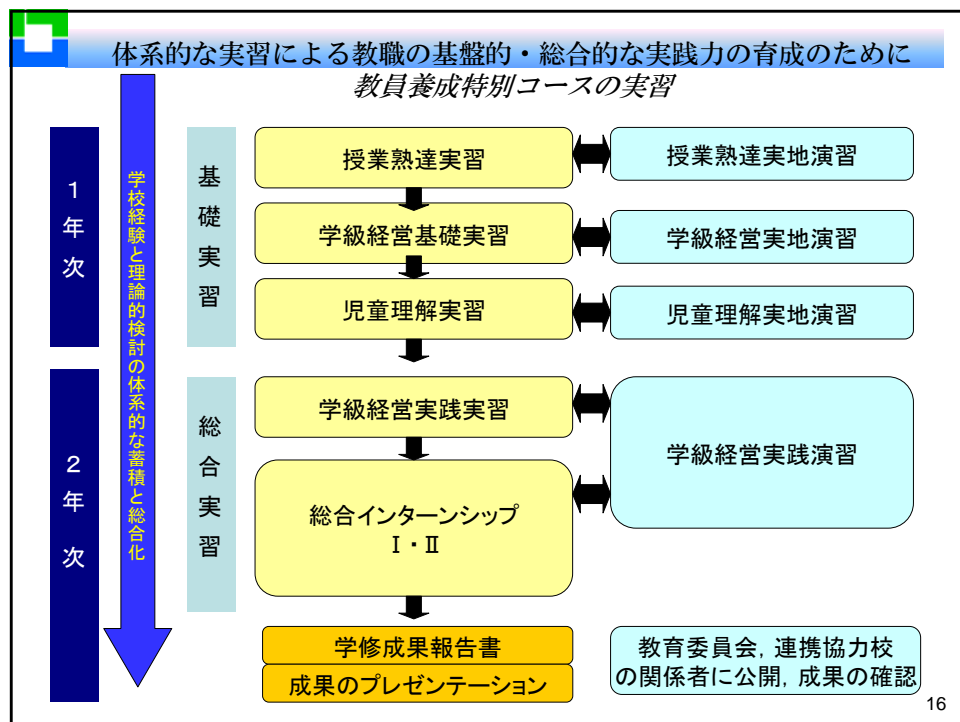 体系的な実習による教職の基盤的・総合的な実践力の育成のために
教員養成特別コースの実習
1年次
学校経験と理論的検討の体系的な蓄積と総合化
基礎実習
授業熟達実習
授業熟達実地演習
学級経営基礎実習
学級経営実地演習
児童理解実習
児童理解実地演習
2年次
総合実習
学級経営実践実習
学級経営実践演習
総合インターンシップ
Ⅰ・Ⅱ
学修成果報告書
成果のプレゼンテーション
教育委員会，連携協力校
の関係者に公開，成果の確認
16